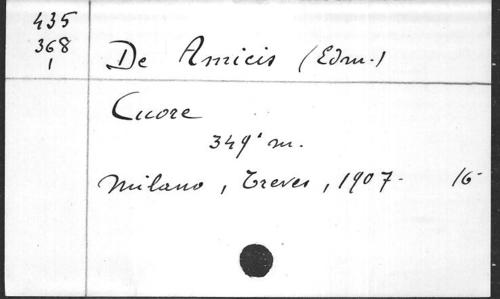 435
368
1
De Amicis (Edm.)
Cuore
349° m.
Milano, Treves, 1907. 16-